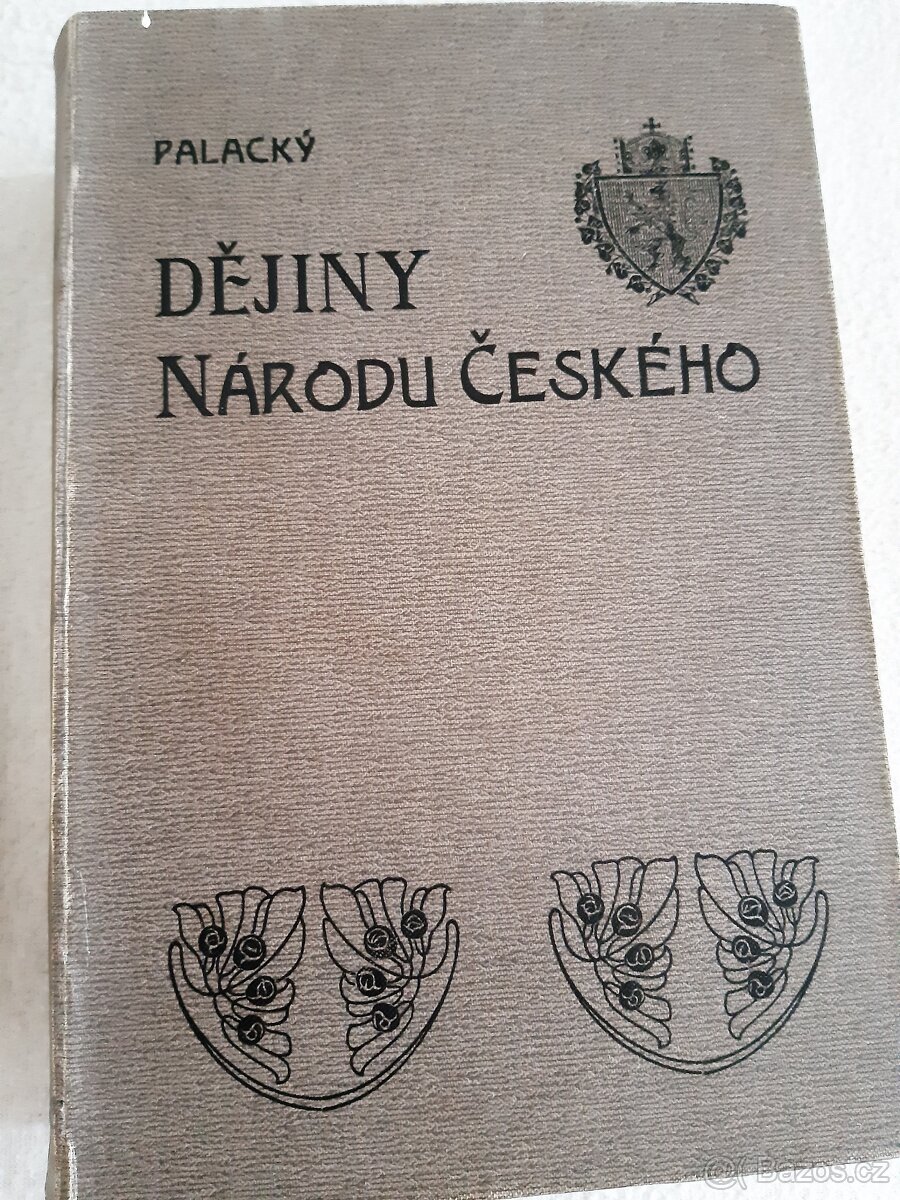 PALACKÝ
DĚJINY
NÁRODU ČESKÉHO
Bazos.cz